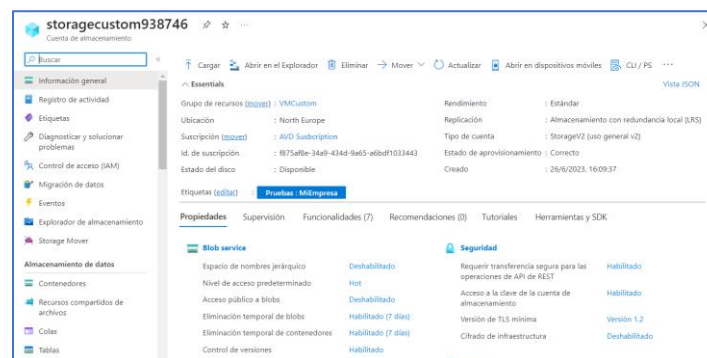 storagecustom938746
Cuenta de almacenamiento
Buscar
Información general
Registro de actividad
Etiquetas
Diagnosticar y solucionar
problemas
Control de acceso (IAM)
Migración de datos
Eventos
Explorador de almacenamiento
Storage Mover
Almacenamiento de datos
Contenedores
Recursos compartidos de
archivos
Colas
Tablas
Cargar Abrir en el Explorador Eliminar Mover Actualizar Abrir en dispositivos móviles CLI / PS
Essentials Vista JSON
Grupo de recursos (mover) : VMCustom
Ubicación : North Europe
Suscripción (mover) : AVD Susbcription
Id. de suscripción : f875af8e-34a9-434d-9a65-a6bdf1033443
Estado del disco : Disponible
Rendimiento : Estándar
Replicación : Almacenamiento con redundancia local (LRS)
Tipo de cuenta : StorageV2 (uso general v2)
Estado de aprovisionamiento : Correcto
Creado : 26/6/2023, 16:09:37
Etiquetas (editar) : Pruebas : MiEmpresa
Propiedades Supervisión Funcionalidades (7) Recomendaciones (0) Tutoriales Herramientas y SDK
Blob service
Espacio de nombres jerárquico Deshabilitado
Nivel de acceso predeterminado Hot
Acceso público a blobs Deshabilitado
Eliminación temporal de blobs Habilitado (7 días)
Eliminación temporal de contenedores Habilitado (7 días)
Control de versiones Habilitado
Seguridad
Requerir transferencia segura para las Habilitado
operaciones de API de REST
Acceso a la clave de la cuenta de Habilitado
almacenamiento
Versión de TLS mínima Versión 1.2
Cifrado de infraestructura Deshabilitado